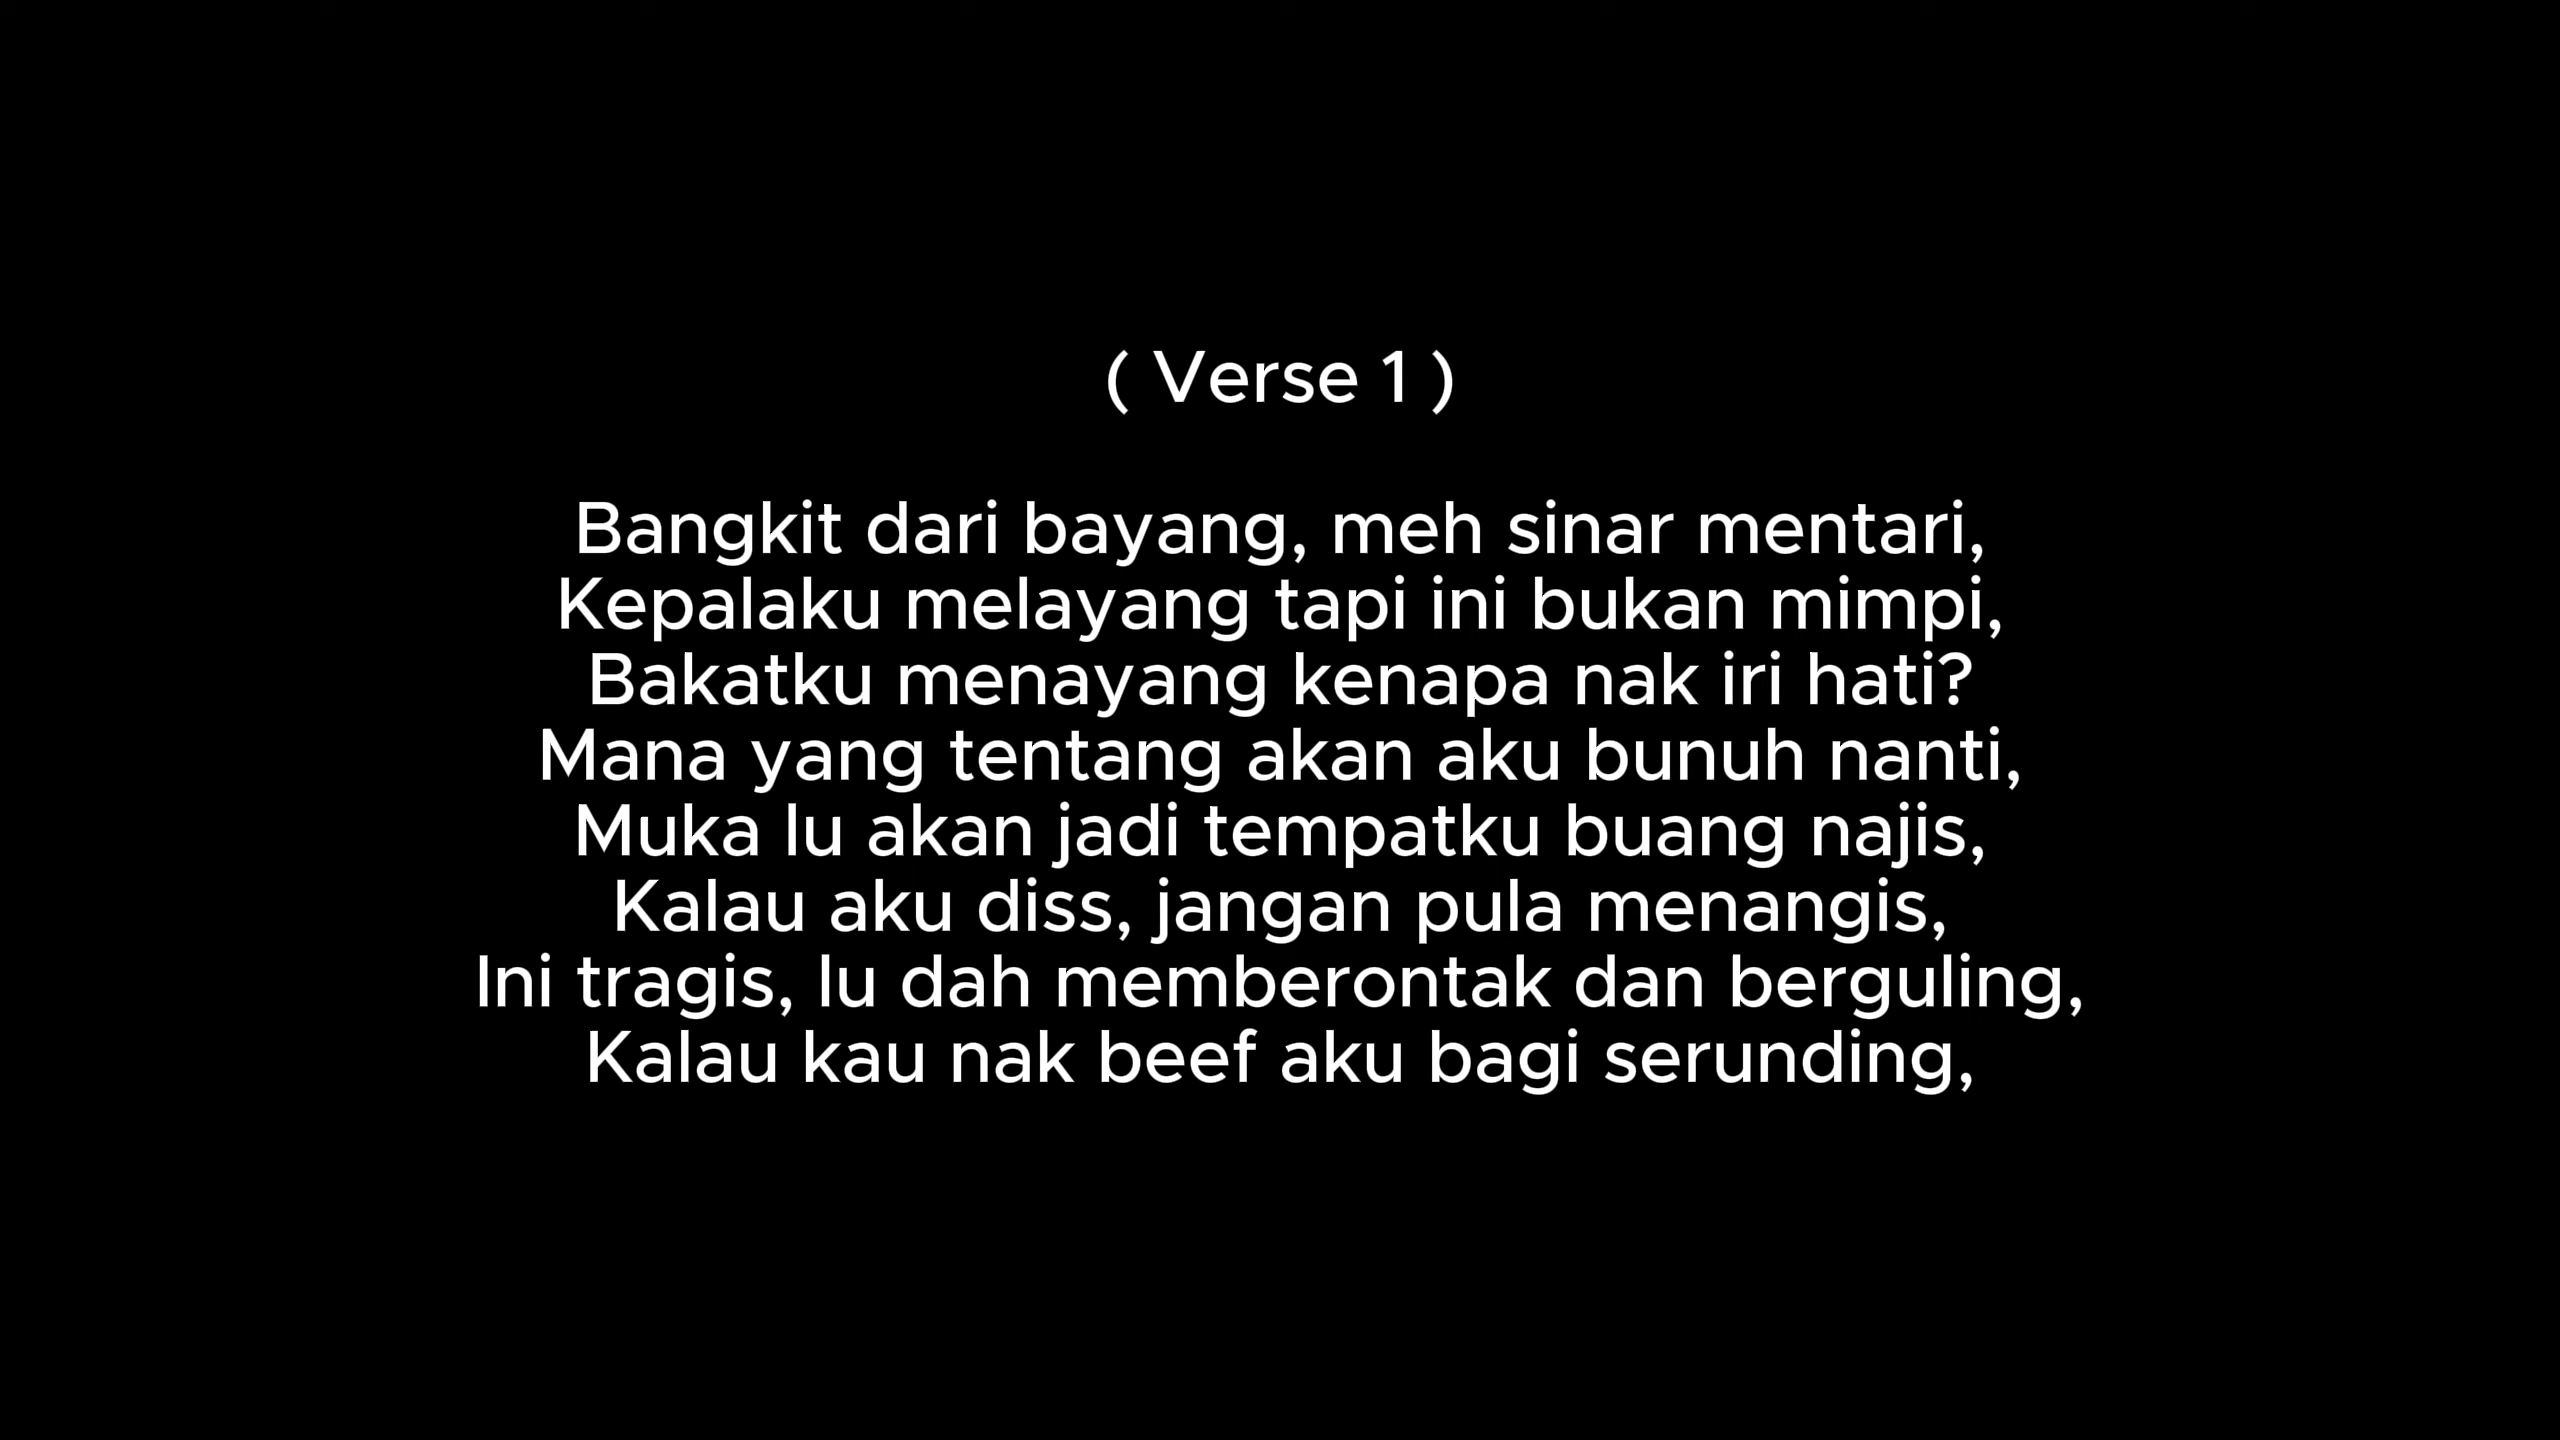 ( Verse 1 )
Bangkit dari bayang, meh sinar mentari,
Kepalaku melayang tapi ini bukan mimpi,
Bakatku menayang kenapa nak iri hati?
Mana yang tentang akan aku bunuh nanti,
Muka lu akan jadi tempatku buang najis,
Kalau aku diss, jangan pula menangis,
Ini tragis, lu dah memberontak dan berguling,
Kalau kau nak beef aku bagi serunding,